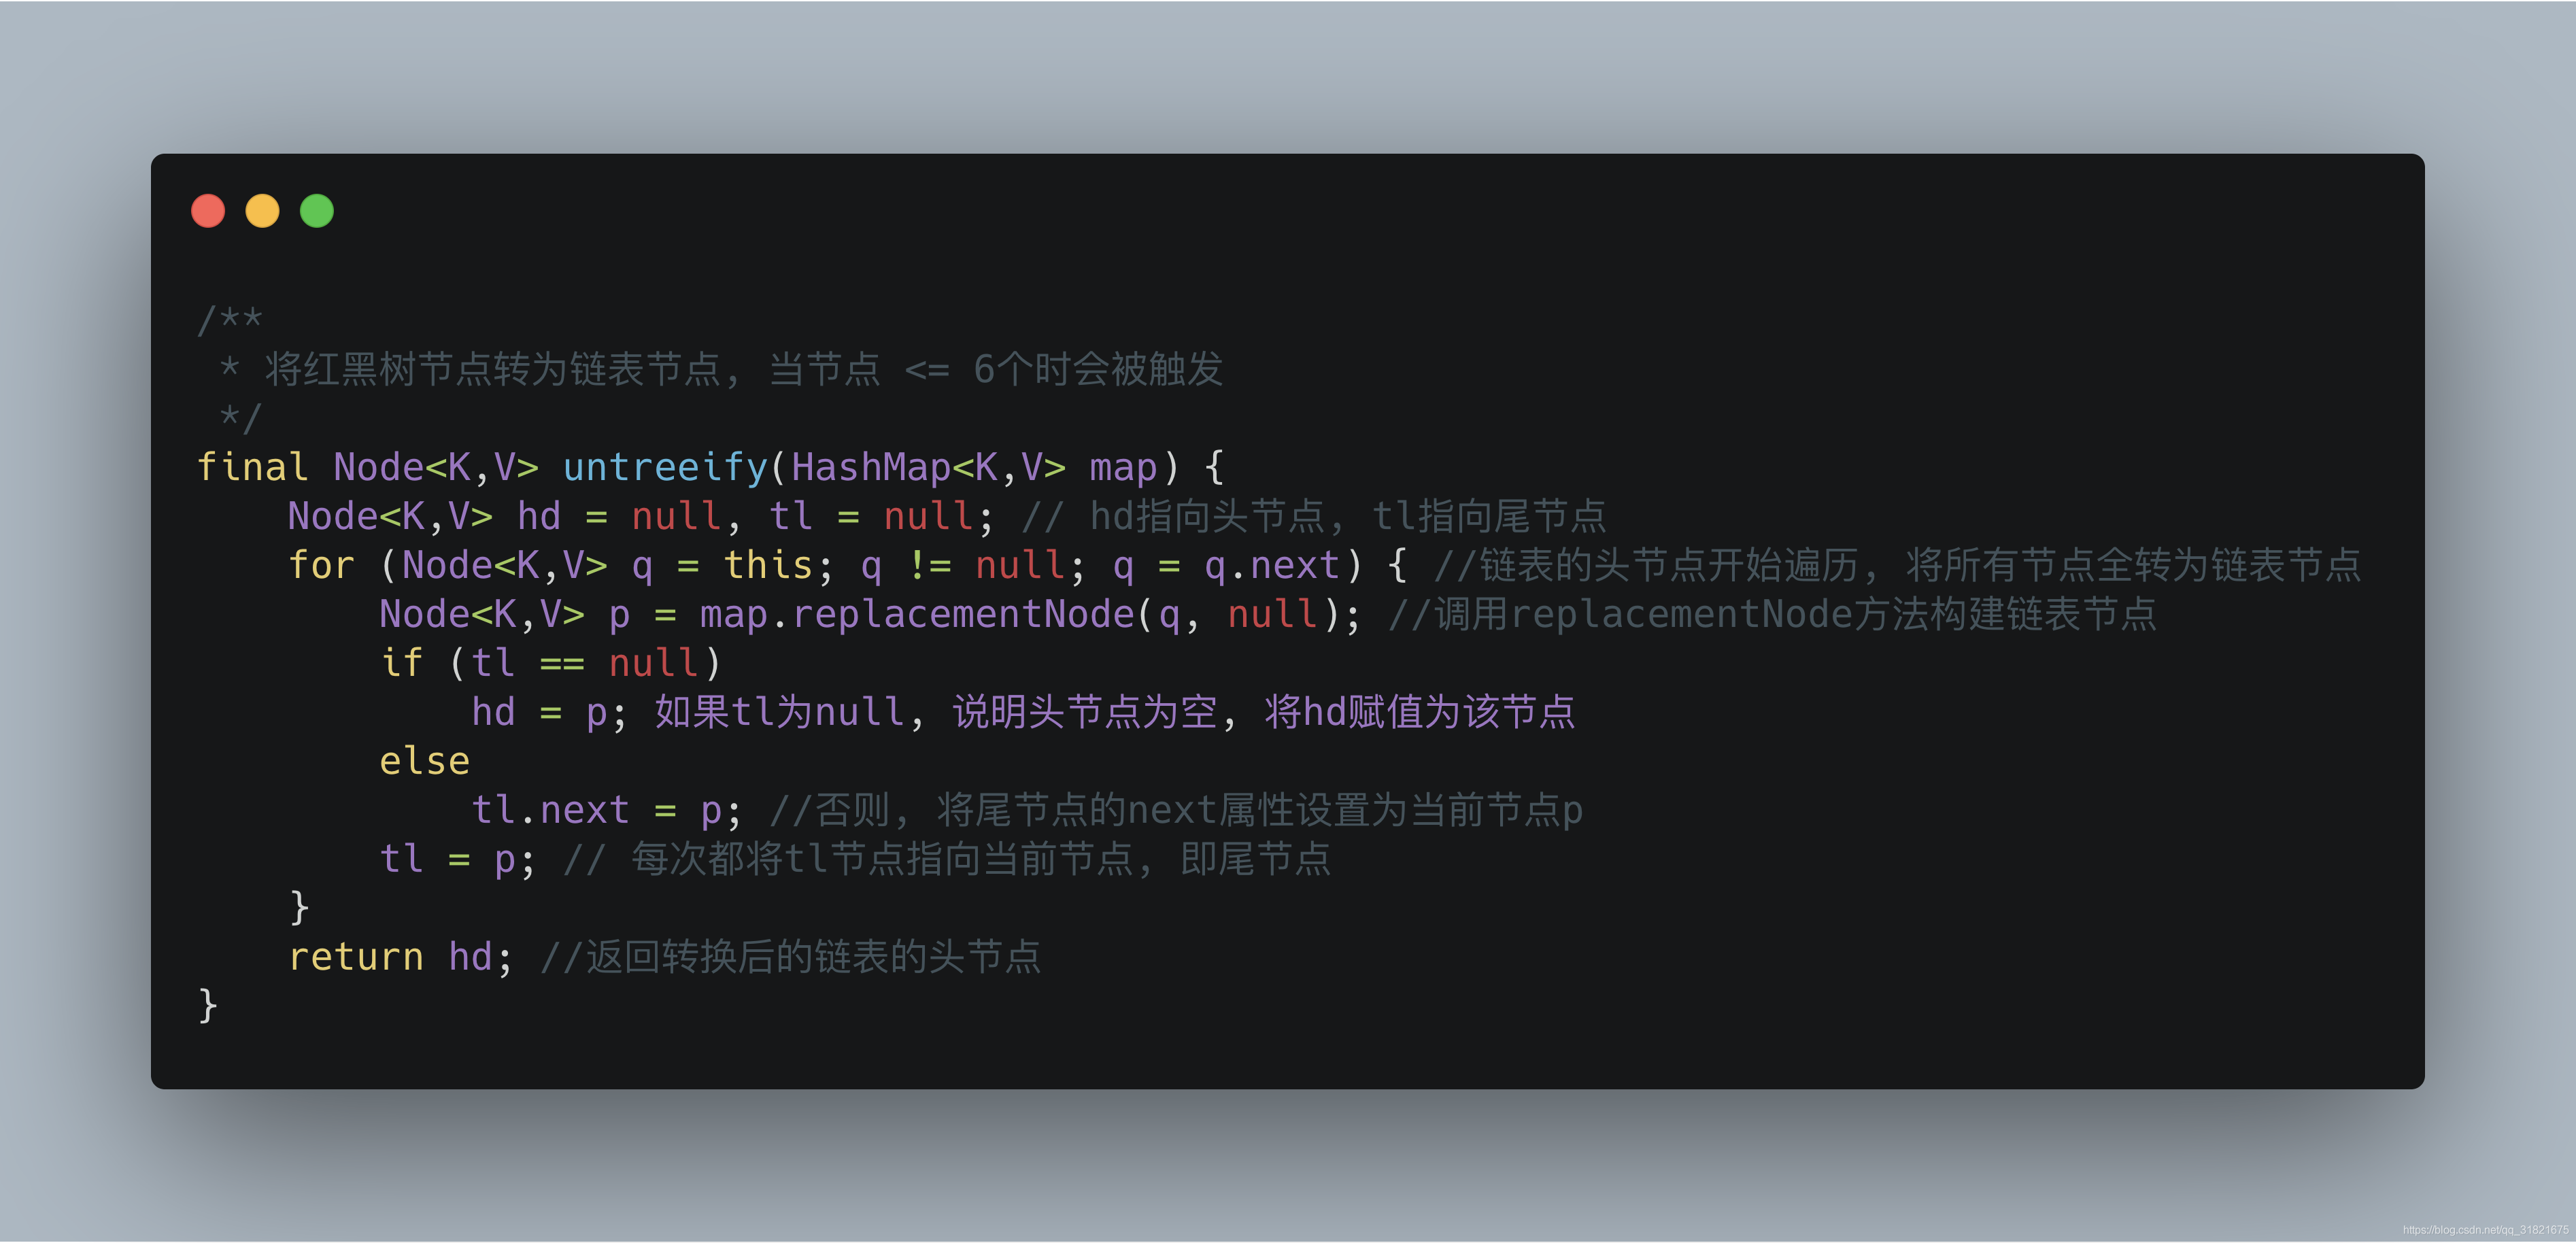 /**
 * 将红黑树节点转为链表节点, 当节点 <= 6个时会被触发
 */
final Node<K,V> untreeify(HashMap<K,V> map) {
    Node<K,V> hd = null, tl = null; // hd指向头节点, tl指向尾节点
    for (Node<K,V> q = this; q != null; q = q.next) { //链表的头节点开始遍历, 将所有节点全转为链表节点
        Node<K,V> p = map.replacementNode(q, null); //调用replacementNode方法构建链表节点
        if (tl == null)
            hd = p; 如果tl为null, 说明头节点为空, 将hd赋值为该节点
        else
            tl.next = p; //否则, 将尾节点的next属性设置为当前节点p
        tl = p; // 每次都将tl节点指向当前节点, 即尾节点
    }
    return hd; //返回转换后的链表的头节点
}
https://blog.csdn.net/qq_31821675